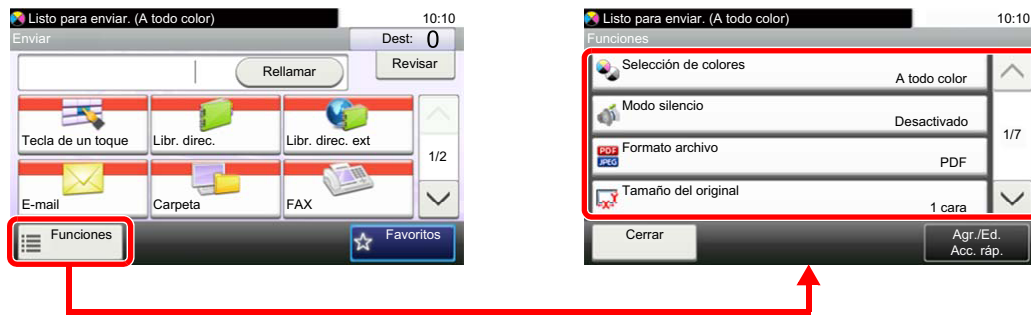 Listo para enviar. (A todo color) 10:10
Enviar Dest: 0
Rellamar Revisar
Tecla de un toque Libr. direc. Libr. direc. ext
1/2
E-mail Carpeta FAX
Funciones Favoritos
Listo para enviar. (A todo color) 10:10
Funciones
Selección de colores
A todo color
Modo silencio
Desactivado
1/7
PDF JPEG Formato archivo
PDF
Tamaño del original
1 cara
Cerrar Agr./Ed.
Acc. ráp.